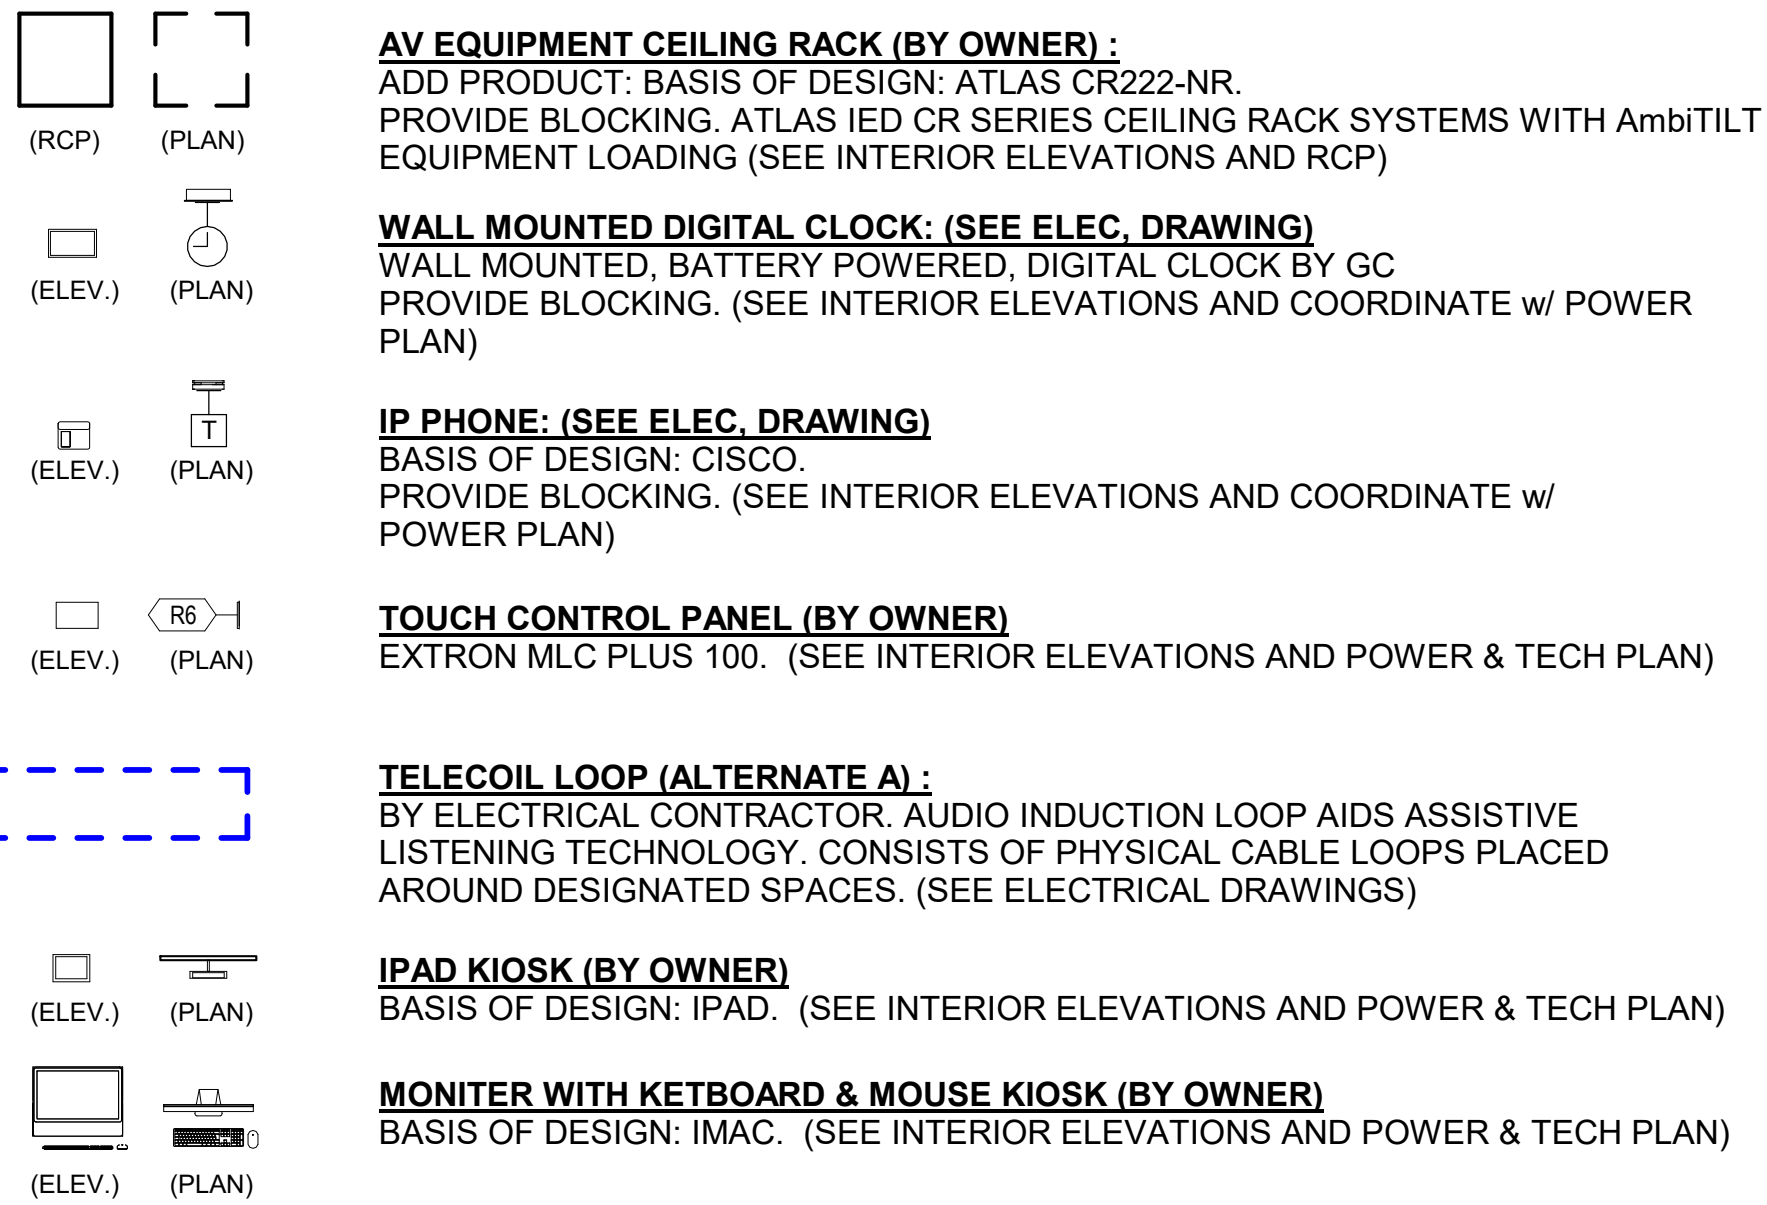 AV EQUIPMENT CEILING RACK (BY OWNER) :
ADD PRODUCT: BASIS OF DESIGN: ATLAS CR222-NR.
PROVIDE BLOCKING. ATLAS IED CR SERIES CEILING RACK SYSTEMS WITH AmbiTILT
EQUIPMENT LOADING (SEE INTERIOR ELEVATIONS AND RCP)
(RCP) (PLAN)
WALL MOUNTED DIGITAL CLOCK: (SEE ELEC, DRAWING)
WALL MOUNTED, BATTERY POWERED, DIGITAL CLOCK BY GC
PROVIDE BLOCKING. (SEE INTERIOR ELEVATIONS AND COORDINATE w/ POWER
PLAN)
(ELEV.) (PLAN)
IP PHONE: (SEE ELEC, DRAWING)
BASIS OF DESIGN: CISCO.
PROVIDE BLOCKING. (SEE INTERIOR ELEVATIONS AND COORDINATE w/
POWER PLAN)
T
(ELEV.) (PLAN)
TOUCH CONTROL PANEL (BY OWNER)
EXTRON MLC PLUS 100. (SEE INTERIOR ELEVATIONS AND POWER & TECH PLAN)
R6
(ELEV.) (PLAN)
TELECOIL LOOP (ALTERNATE A) :
BY ELECTRICAL CONTRACTOR. AUDIO INDUCTION LOOP AIDS ASSISTIVE
LISTENING TECHNOLOGY. CONSISTS OF PHYSICAL CABLE LOOPS PLACED
AROUND DESIGNATED SPACES. (SEE ELECTRICAL DRAWINGS)
IPAD KIOSK (BY OWNER)
BASIS OF DESIGN: IPAD. (SEE INTERIOR ELEVATIONS AND POWER & TECH PLAN)
(ELEV.) (PLAN)
MONITER WITH KETBOARD & MOUSE KIOSK (BY OWNER)
BASIS OF DESIGN: IMAC. (SEE INTERIOR ELEVATIONS AND POWER & TECH PLAN)
(ELEV.) (PLAN)